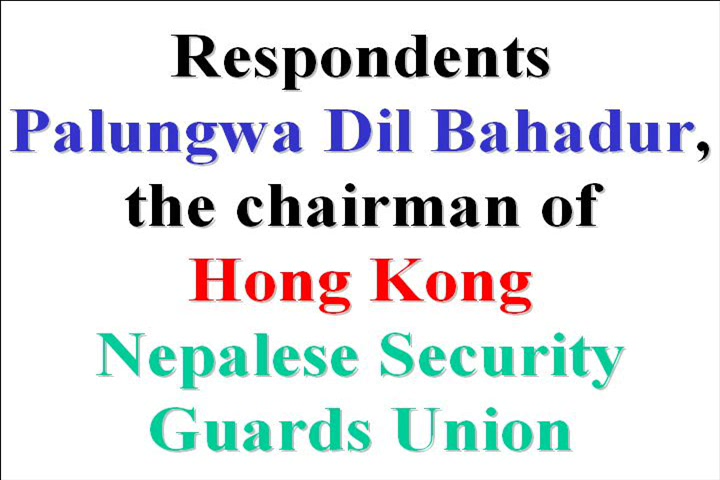 Respondents
Palungwa Dil Bahadur,
the chairman of
Hong Kong
Nepalese Security
Guards Union